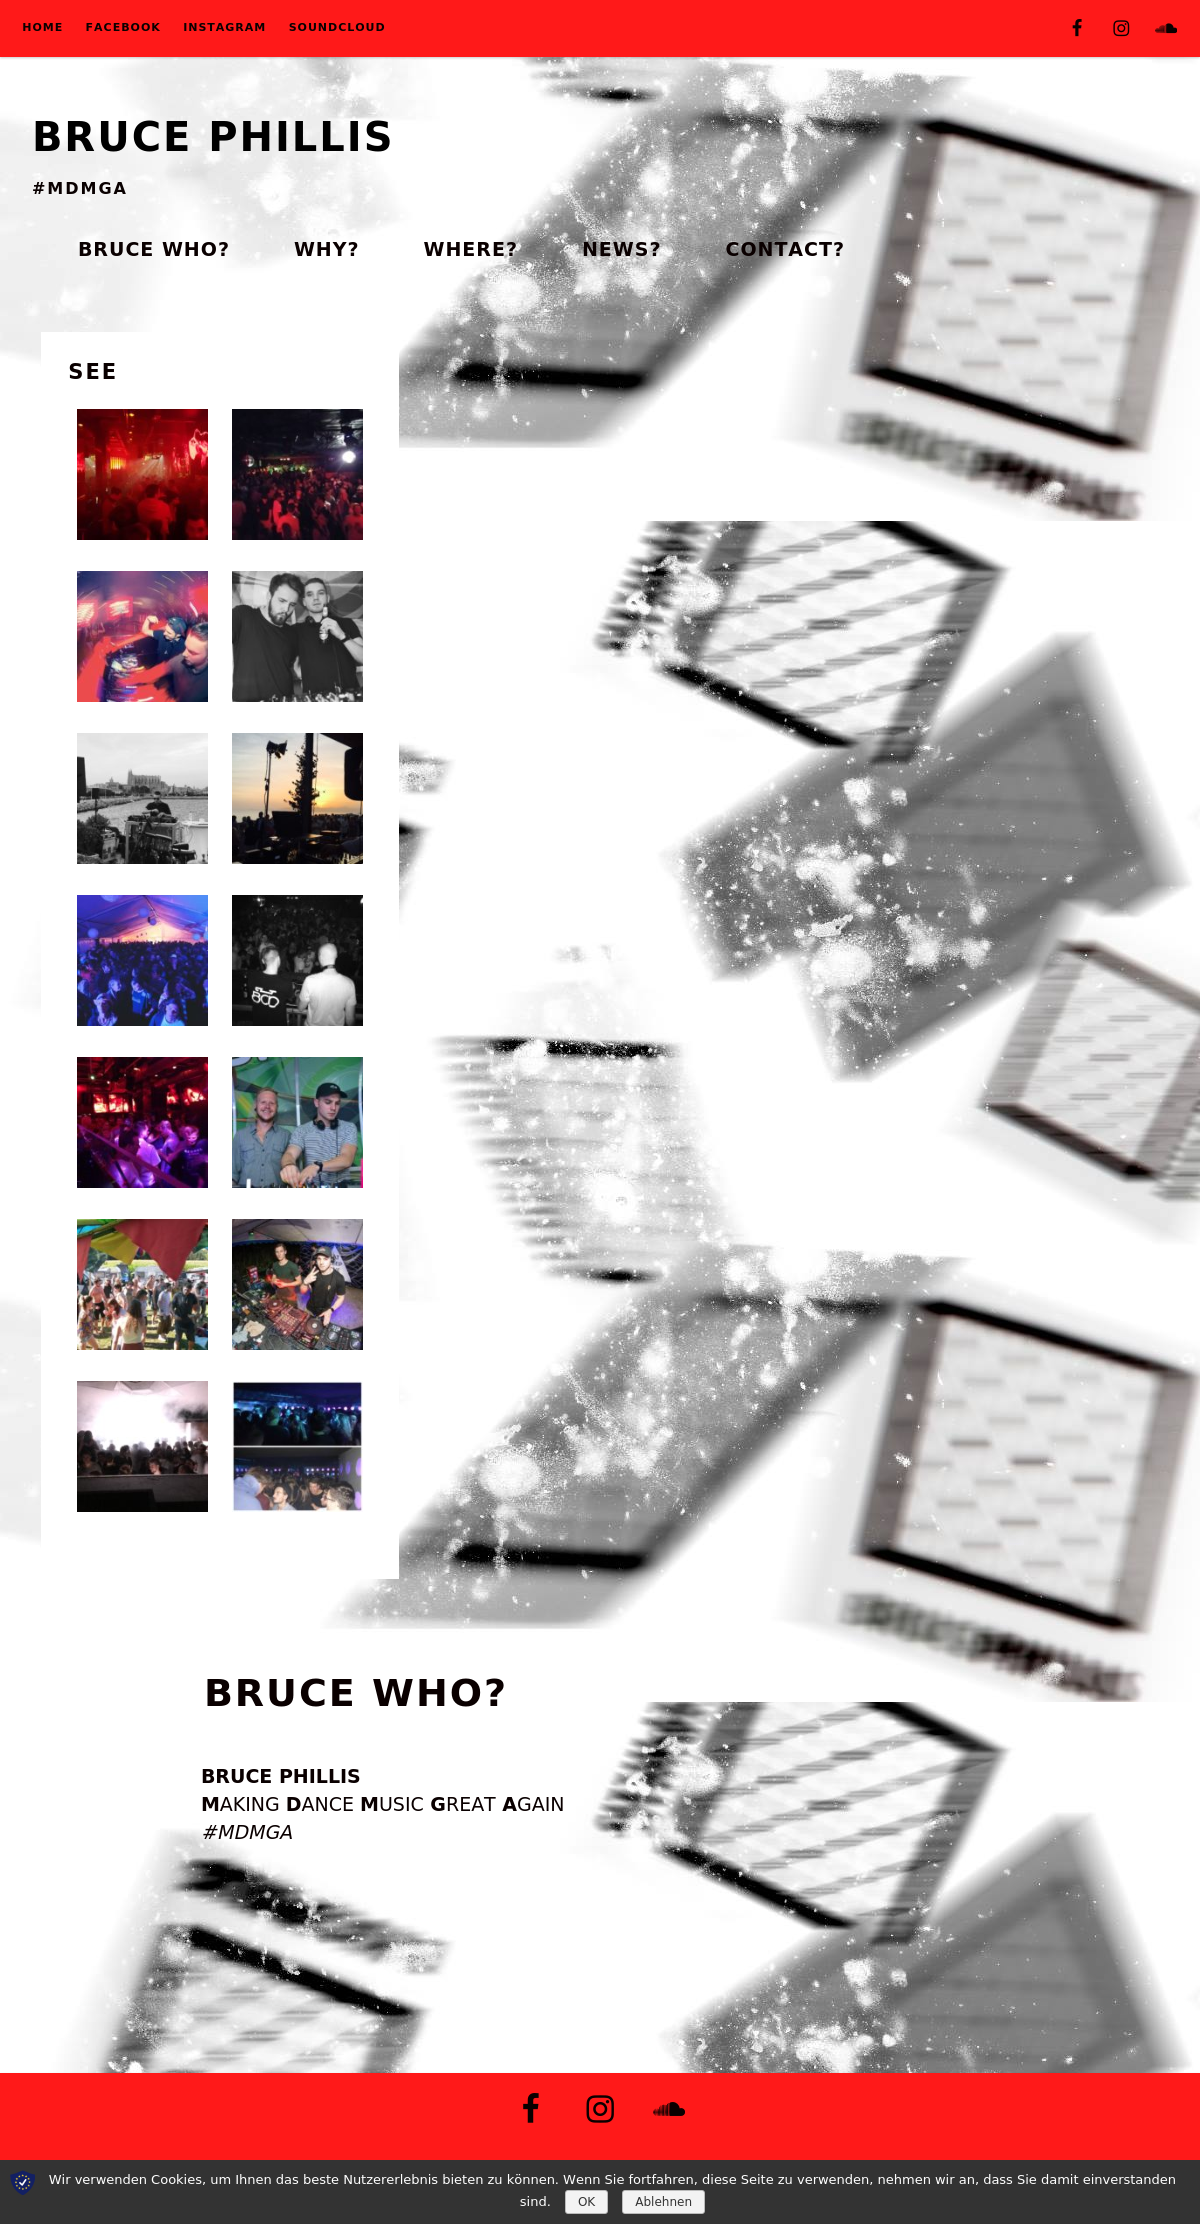 HOME FACEBOOK INSTAGRAM SOUNDCLOUD
BRUCE PHILLIS
#MDMGA
BRUCE WHO? WHY? WHERE? NEWS? CONTACT?
SEE
BRUCE WHO?
BRUCE PHILLIS
MAKING DANCE MUSIC GREAT AGAIN
#MDMGA
Wir verwenden Cookies, um Ihnen das beste Nutzererlebnis bieten zu können. Wenn Sie fortfahren, diese Seite zu verwenden, nehmen wir an, dass Sie damit einverstanden
sind. OK Ablehnen